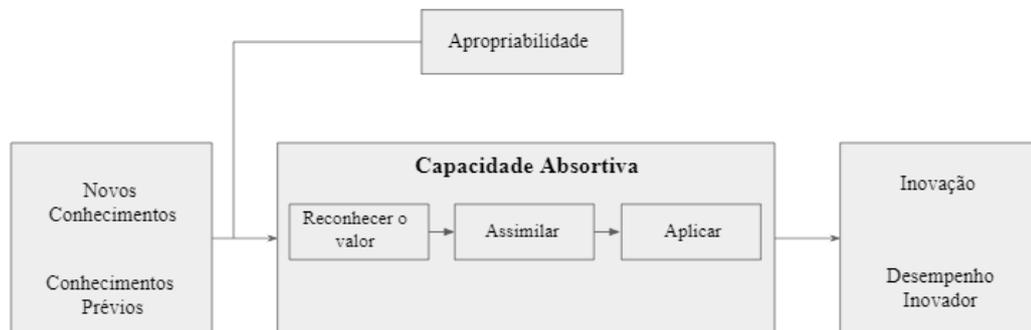 Apropriabilidade
Novos
Conhecimentos
Conhecimentos
Prévios
Capacidade Absortiva
Reconhecer o
valor
Assimilar
Aplicar
Inovação
Desempenho
Inovador